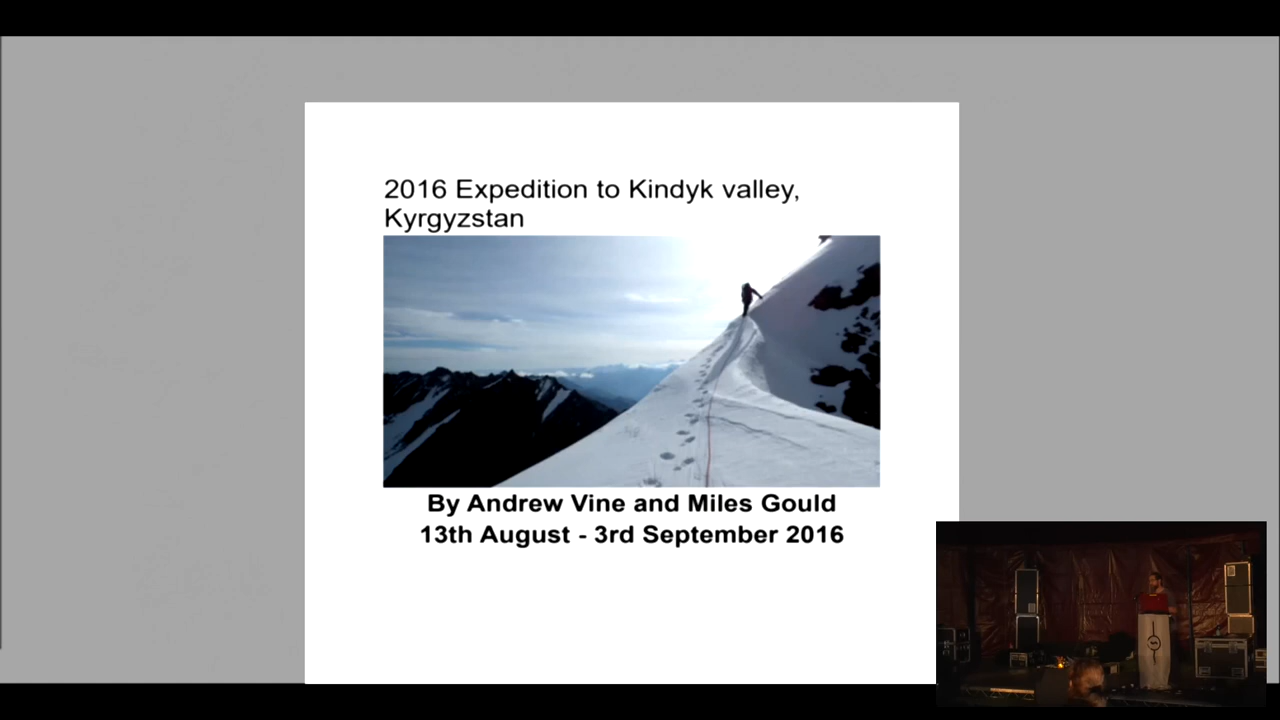 2016 Expedition to Kindyk valley,
Kyrgyzstan
By Andrew Vine and Miles Gould
13th August - 3rd September 2016